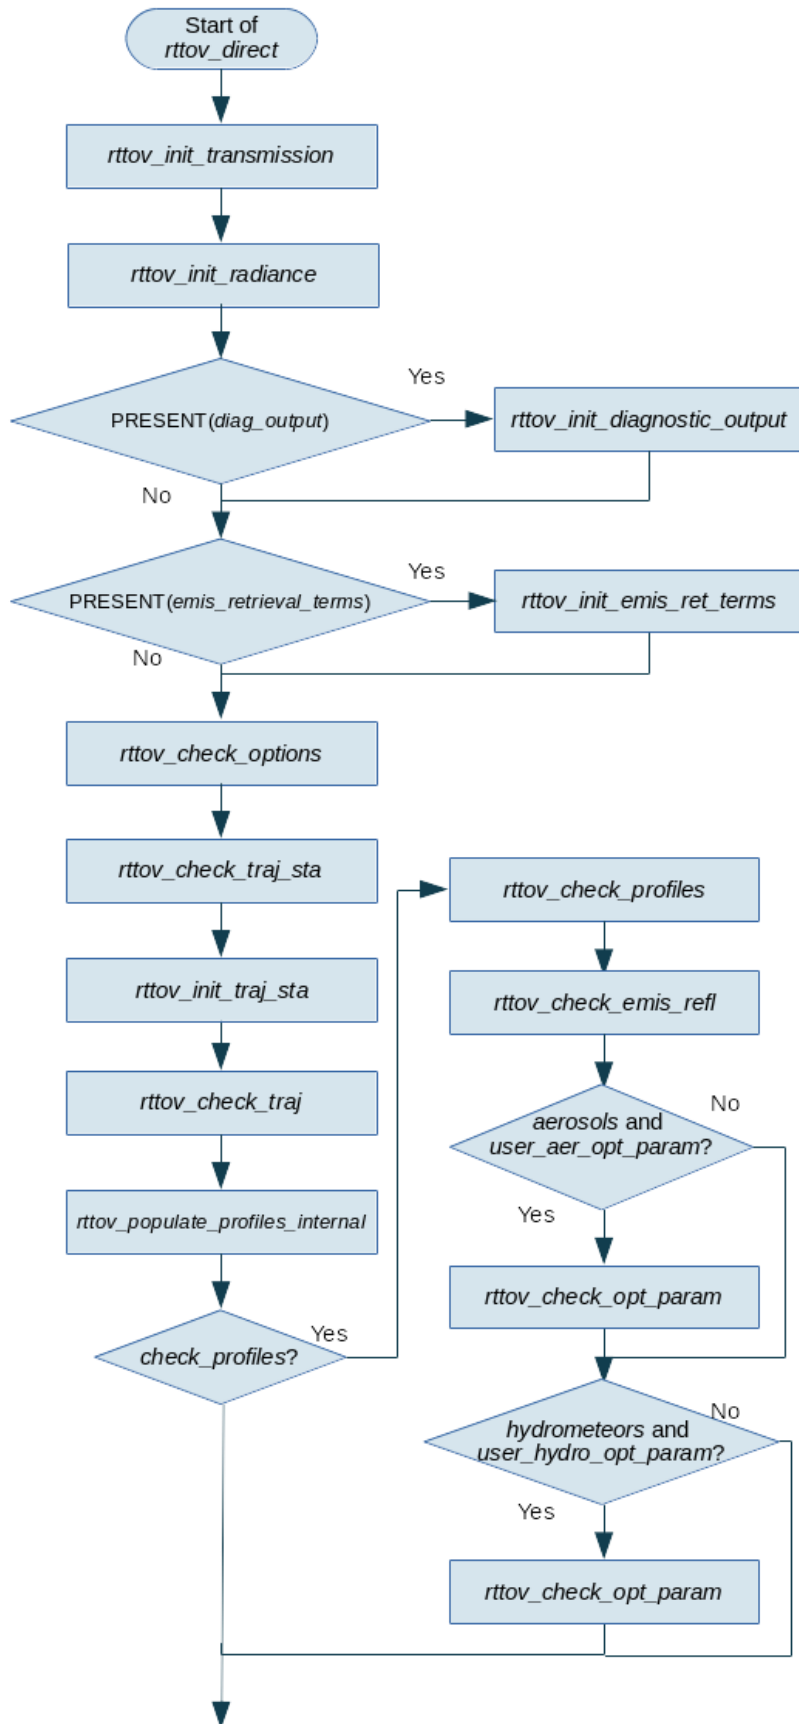 Start of
rttov_direct
rttov_init_transmission
rttov_init_radiance
PRESENT(diag_output)
Yes
rttov_init_diagnostic_output
No
PRESENT(emis_retrieval_terms)
Yes
rttov_init_emis_ret_terms
No
rttov_check_options
rttov_check_traj_sta
rttov_init_traj_sta
rttov_check_traj
rttov_populate_profiles_internal
check_profiles?
Yes
rttov_check_profiles
rttov_check_emis_refl
aerosols and
user_aer_opt_param?
No
Yes
rttov_check_opt_param
hydrometeors and
user_hydro_opt_param?
No
Yes
rttov_check_opt_param